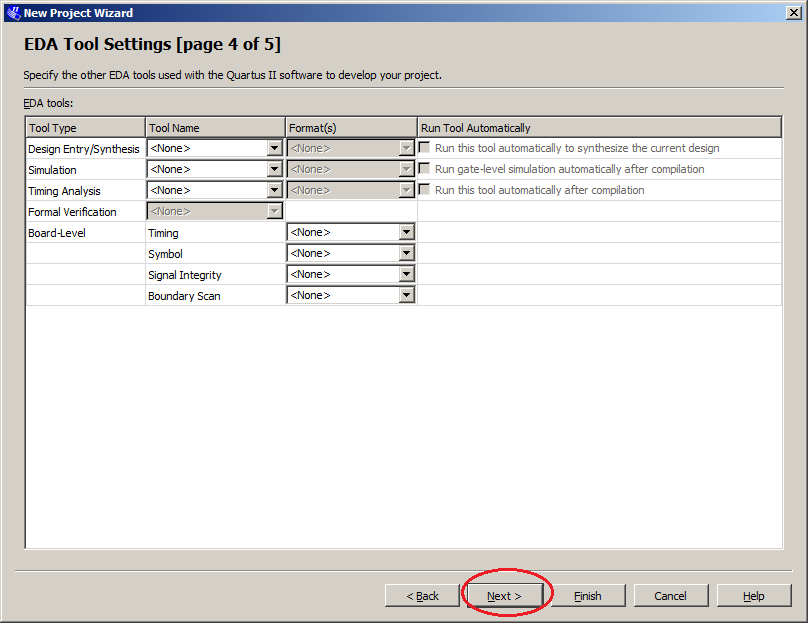 New Project Wizard
EDA Tool Settings [page 4 of 5]
Specify the other EDA tools used with the Quartus II software to develop your project.
EDA tools:
Tool Type Tool Name Format(s) Run Tool Automatically
Design Entry/Synthesis <None> <None> Run this tool automatically to synthesize the current design
Simulation <None> <None> Run gate-level simulation automatically after compilation
Timing Analysis <None> <None> Run this tool automatically after compilation
Formal Verification <None>
Board-Level Timing <None>
Symbol <None>
Signal Integrity <None>
Boundary Scan <None>
< Back Next > Finish Cancel Help